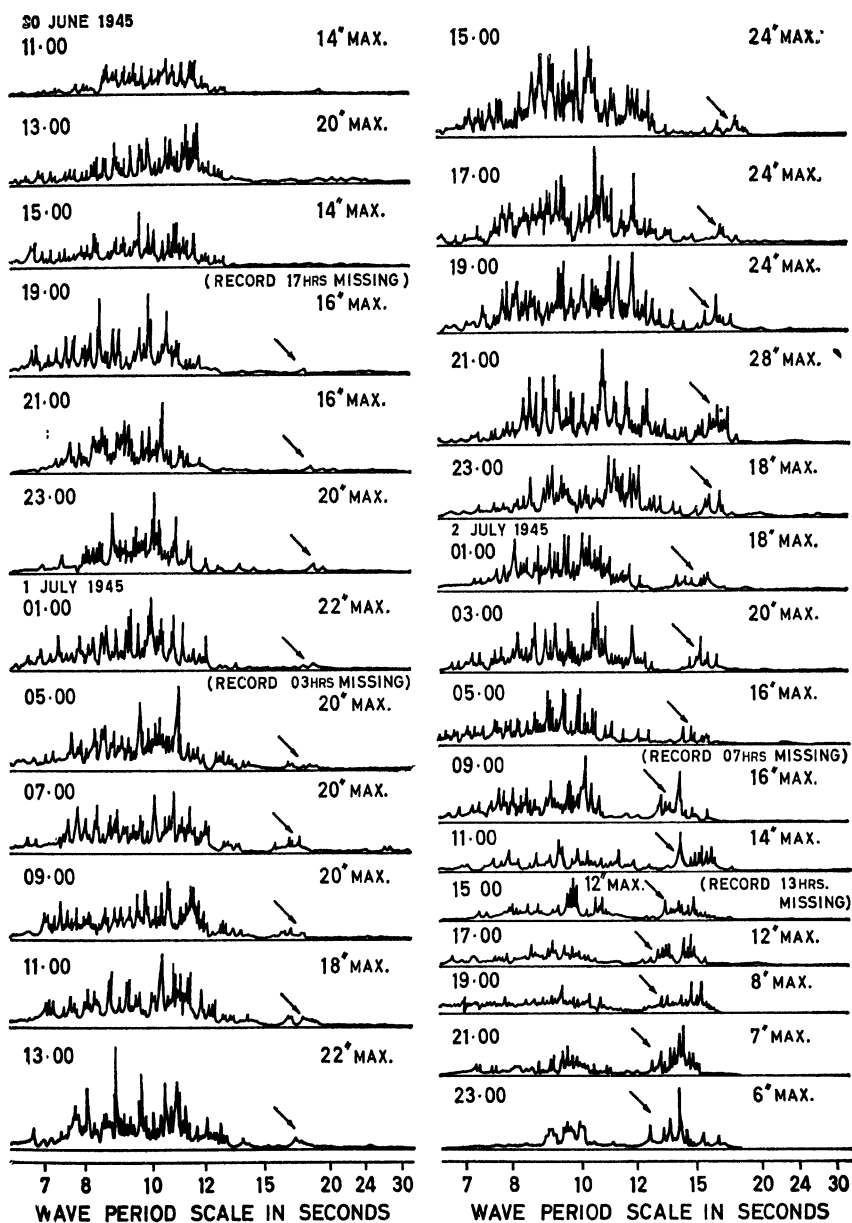 30 JUNE 1945
11·00 14" MAX.
13·00 20" MAX.
15·00 14" MAX.
(RECORD 17HRS MISSING)
19·00 16" MAX.
21·00 16" MAX.
23·00 20" MAX.
1 JULY 1945
01·00 22" MAX.
(RECORD 03HRS MISSING)
05·00 20" MAX.
07·00 20" MAX.
09·00 20" MAX.
11·00 18" MAX.
13·00 22" MAX.
7 8 10 12 15 20 24 30
WAVE PERIOD SCALE IN SECONDS
15·00 24" MAX.
17·00 24" MAX.
19·00 24" MAX.
21·00 28" MAX.
23·00 18" MAX.
2 JULY 1945
01·00 18" MAX.
03·00 20" MAX.
05·00 16" MAX.
(RECORD 07HRS MISSING)
09·00 16" MAX.
11·00 14" MAX.
15 00 12" MAX. (RECORD 13HRS.
MISSING)
17·00 12" MAX.
19·00 8" MAX.
21·00 7" MAX.
23·00 6" MAX.
7 8 10 12 15 20 24 30
WAVE PERIOD SCALE IN SECONDS